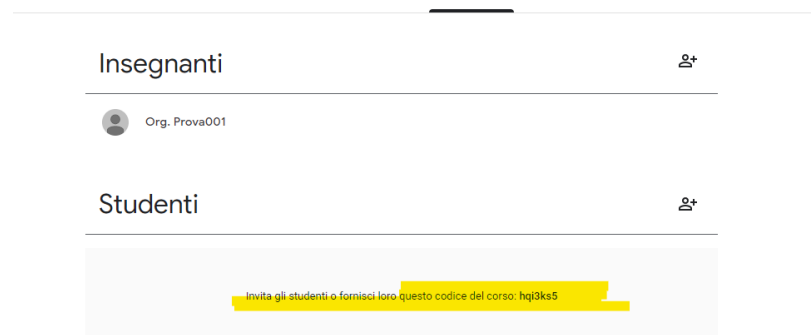 Insegnanti
Org. Prova001
Studenti
Invita gli studenti o fornisci loro questo codice del corso: hqi3ks5